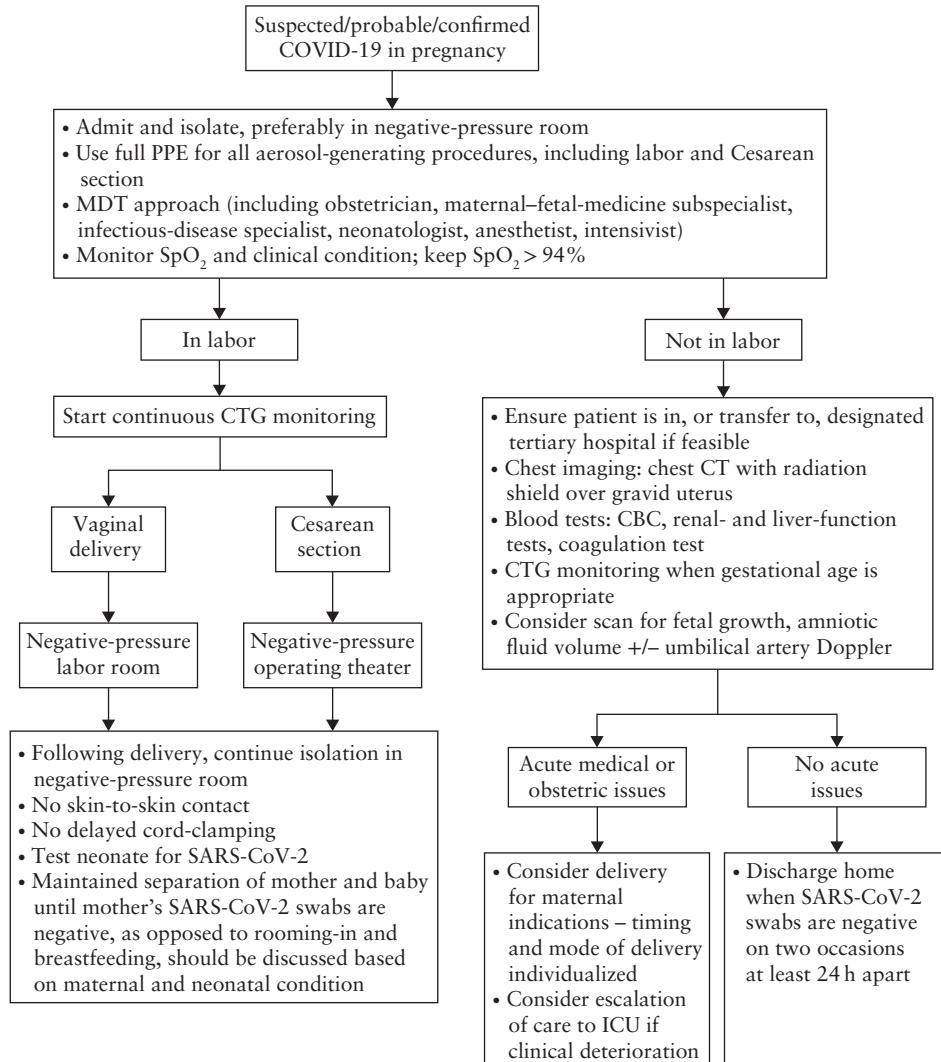 Suspected/probable/confirmed
COVID-19 in pregnancy
• Admit and isolate, preferably in negative-pressure room
• Use full PPE for all aerosol-generating procedures, including labor and Cesarean
section
• MDT approach (including obstetrician, maternal–fetal-medicine subspecialist,
infectious-disease specialist, neonatologist, anesthetist, intensivist)
• Monitor SpO₂ and clinical condition; keep SpO₂ > 94%
In labor
Start continuous CTG monitoring
Vaginal
delivery
Cesarean
section
Negative-pressure
labor room
Negative-pressure
operating theater
• Following delivery, continue isolation in
negative-pressure room
• No skin-to-skin contact
• No delayed cord-clamping
• Test neonate for SARS-CoV-2
• Maintained separation of mother and baby
until mother's SARS-CoV-2 swabs are
negative, as opposed to rooming-in and
breastfeeding, should be discussed based
on maternal and neonatal condition
Not in labor
• Ensure patient is in, or transfer to, designated
tertiary hospital if feasible
• Chest imaging: chest CT with radiation
shield over gravid uterus
• Blood tests: CBC, renal- and liver-function
tests, coagulation test
• CTG monitoring when gestational age is
appropriate
• Consider scan for fetal growth, amniotic
fluid volume +/– umbilical artery Doppler
Acute medical or
obstetric issues
No acute
issues
• Consider delivery
for maternal
indications – timing
and mode of delivery
individualized
• Consider escalation
of care to ICU if
clinical deterioration
• Discharge home
when SARS-CoV-2
swabs are negative
on two occasions
at least 24 h apart